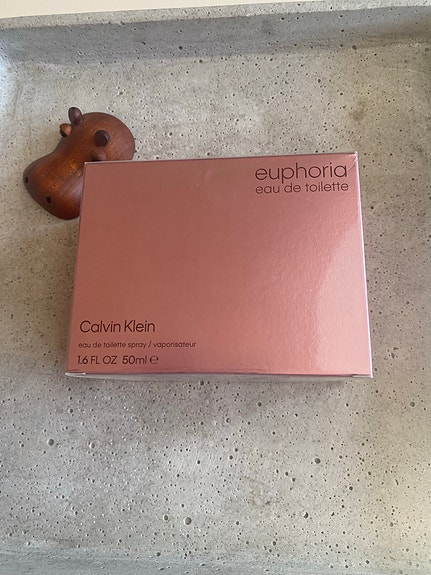 euphoria
eau de toilette
Calvin Klein
eau de toilette spray / vaporisateur
1.6 FL OZ 50ml ℮